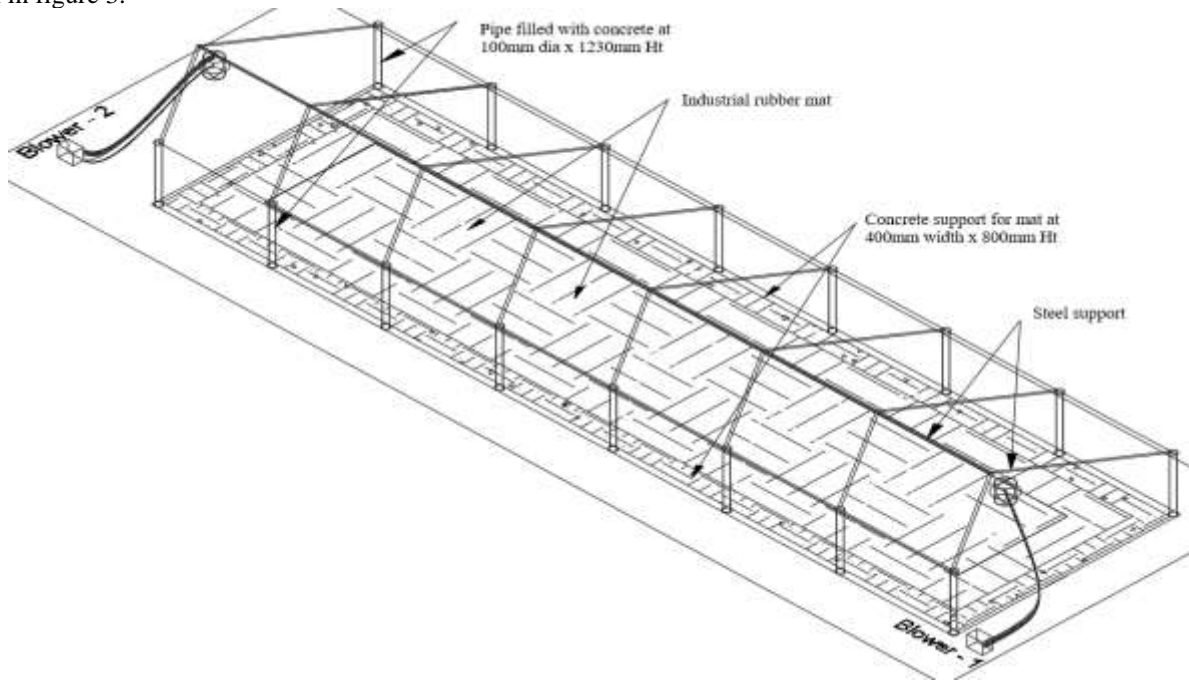 in figure 3.
Pipe filled with concrete at
100mm dia x 1230mm Ht
Industrial rubber mat
Blower - 2
Concrete support for mat at
400mm width x 800mm Ht
Steel support
Blower - 1